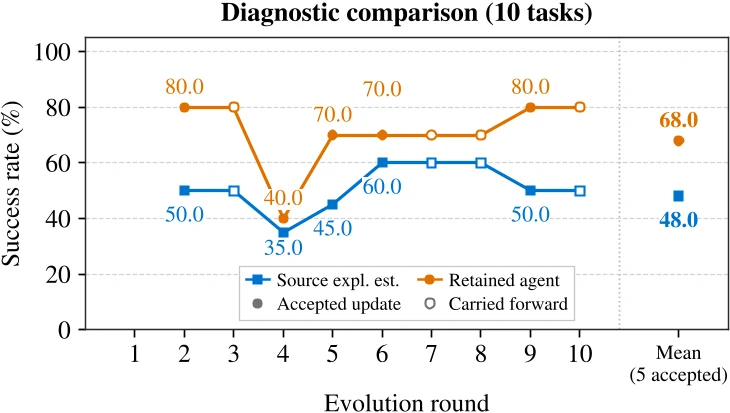 Diagnostic comparison (10 tasks)
Success rate (%)
100
80
60
40
20
0
80.0
40.0
70.0
70.0
80.0
68.0
50.0
35.0
45.0
60.0
50.0
48.0
Source expl. est.
Retained agent
Accepted update
Carried forward
1 2 3 4 5 6 7 8 9 10
Mean
(5 accepted)
Evolution round